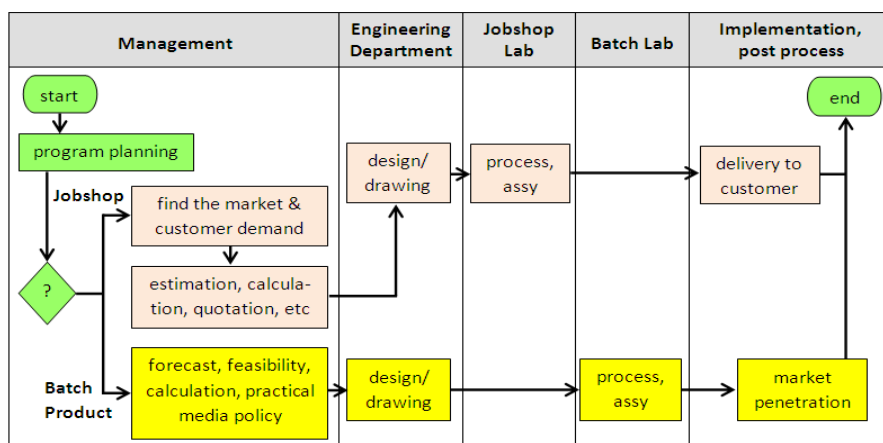 Management
Engineering
Department
Jobshop
Lab
Batch Lab
Implementation,
post process
start
end
program planning
design/
drawing
process,
assy
delivery to
customer
Jobshop
find the market &
customer demand
?
estimation, calcula-
tion, quotation, etc
Batch
Product
forecast, feasibility,
calculation, practical
media policy
design/
drawing
process,
assy
market
penetration